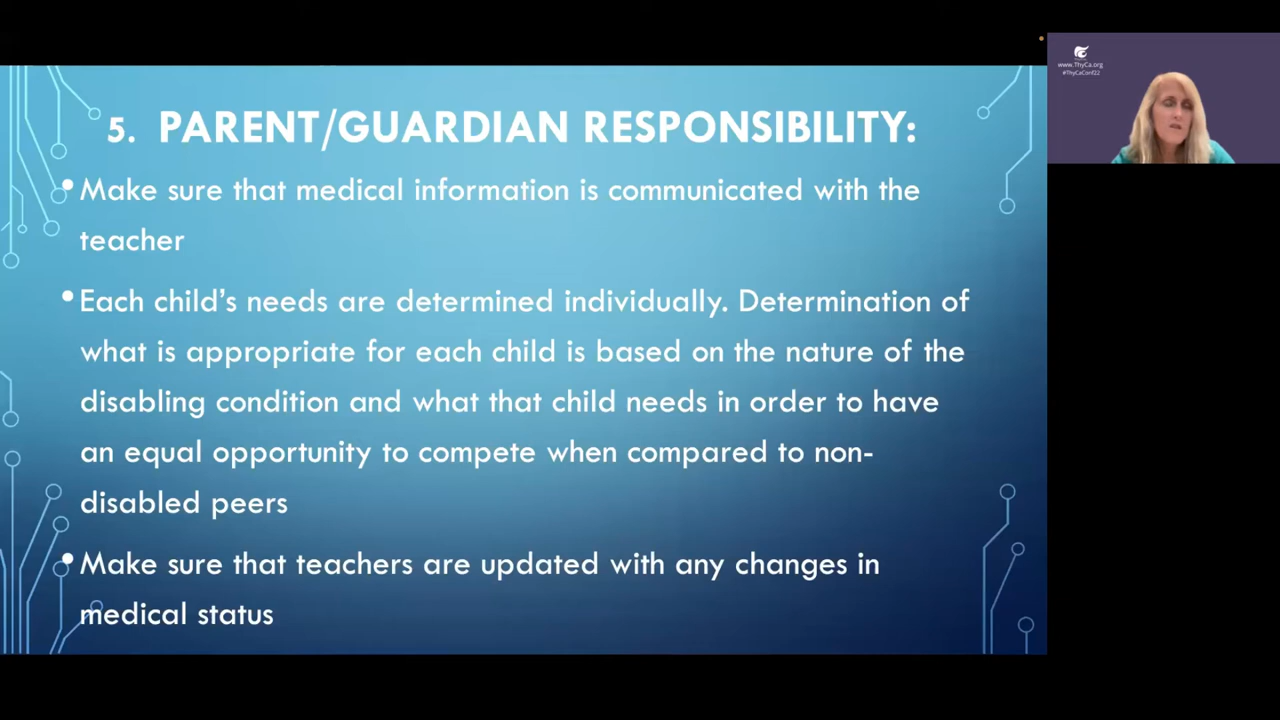 5. PARENT/GUARDIAN RESPONSIBILITY:
• Make sure that medical information is communicated with the
teacher
• Each child’s needs are determined individually. Determination of
what is appropriate for each child is based on the nature of the
disabling condition and what that child needs in order to have
an equal opportunity to compete when compared to non-
disabled peers
• Make sure that teachers are updated with any changes in
medical status
www.ThyCa.org
#ThyCaConf22